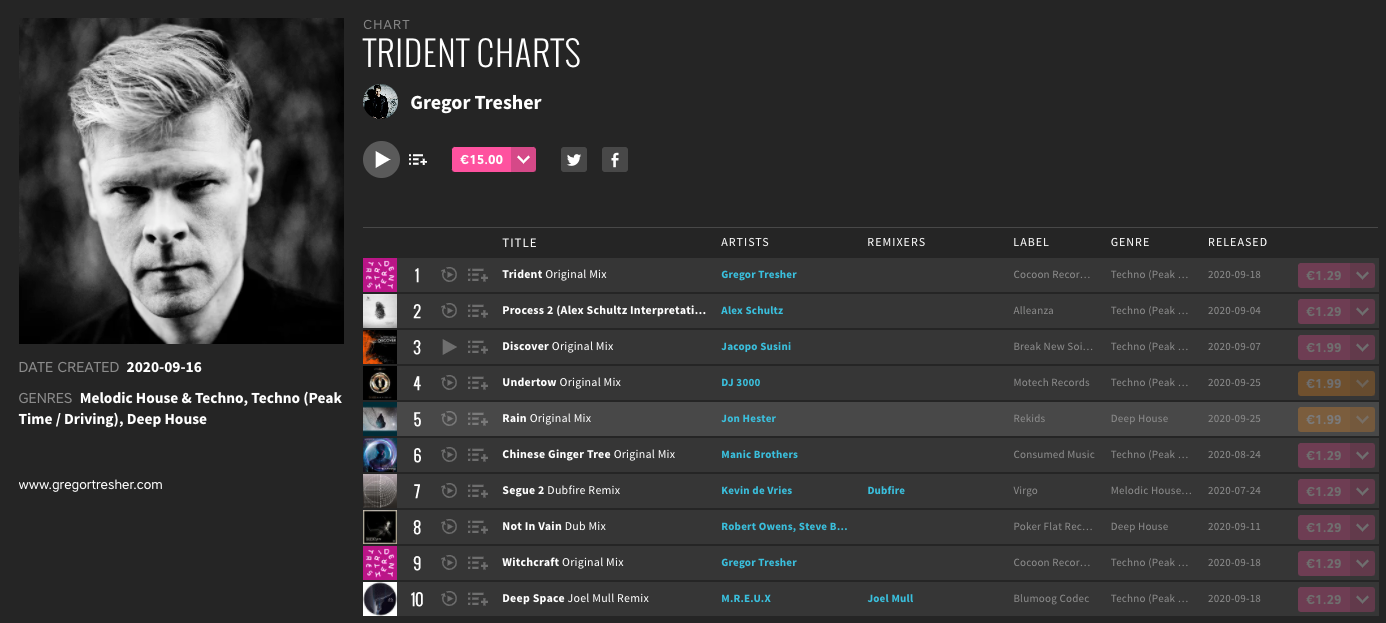 CHART
TRIDENT CHARTS
Gregor Tresher
€15.00
DATE CREATED 2020-09-16
GENRES Melodic House & Techno, Techno (Peak
Time / Driving), Deep House
www.gregortresher.com
TITLE ARTISTS REMIXERS LABEL GENRE RELEASED
1 Trident Original Mix Gregor Tresher Cocoon Recor... Techno (Peak ... 2020-09-18 €1.29
2 Process 2 (Alex Schultz Interpretati... Alex Schultz Alleanza Techno (Peak ... 2020-09-04 €1.29
3 Discover Original Mix Jacopo Susini Break New Soi... Techno (Peak ... 2020-09-07 €1.99
4 Undertow Original Mix DJ 3000 Motech Records Techno (Peak ... 2020-09-25 €1.99
5 Rain Original Mix Jon Hester Rekids Deep House 2020-09-25 €1.99
6 Chinese Ginger Tree Original Mix Manic Brothers Consumed Music Techno (Peak ... 2020-08-24 €1.29
7 Segue 2 Dubfire Remix Kevin de Vries Dubfire Virgo Melodic House... 2020-07-24 €1.29
8 Not In Vain Dub Mix Robert Owens, Steve B... Poker Flat Rec... Deep House 2020-09-11 €1.29
9 Witchcraft Original Mix Gregor Tresher Cocoon Recor... Techno (Peak ... 2020-09-18 €1.29
10 Deep Space Joel Mull Remix M.R.E.U.X Joel Mull Blumoog Codec Techno (Peak ... 2020-09-18 €1.29